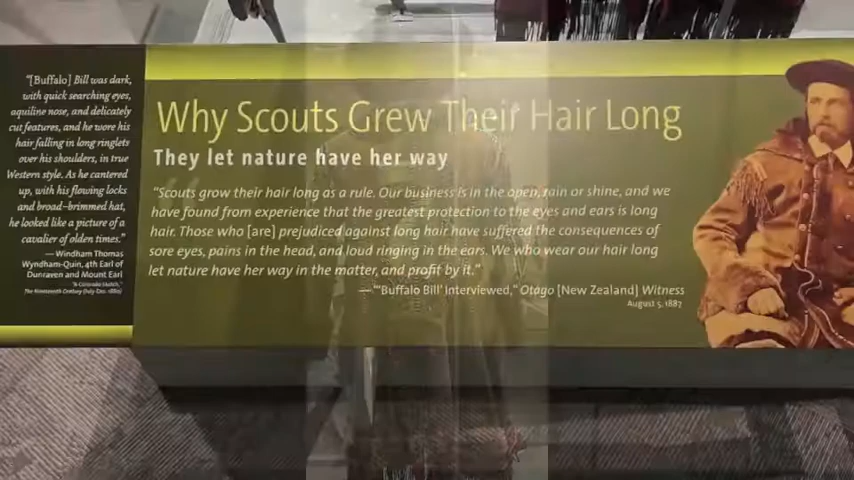 "[Buffalo] Bill was dark,
with quick searching eyes,
aquiline nose, and delicately
cut features, and he wore his
hair falling in long ringlets
over his shoulders, in true
Western style. As he cantered
up, with his flowing locks
and broad-brimmed hat,
he looked like a picture of a
cavalier of olden times."
— Windham Thomas
Wyndham-Quin, 4th Earl of
Dunraven and Mount Earl
Why Scouts Grew Their Hair Long
They let nature have her way
"Scouts grow their hair long as a rule. Our business is in the open, rain or shine, and we
have found from experience that the greatest protection to the eyes and ears is long
hair. Those who [are] prejudiced against long hair have suffered the consequences of
sore eyes, pains in the head, and loud ringing in the ears. We who wear our hair long
let nature have her way in the matter, and profit by it."
— "'Buffalo Bill' Interviewed," Otago [New Zealand] Witness
August 5, 1887